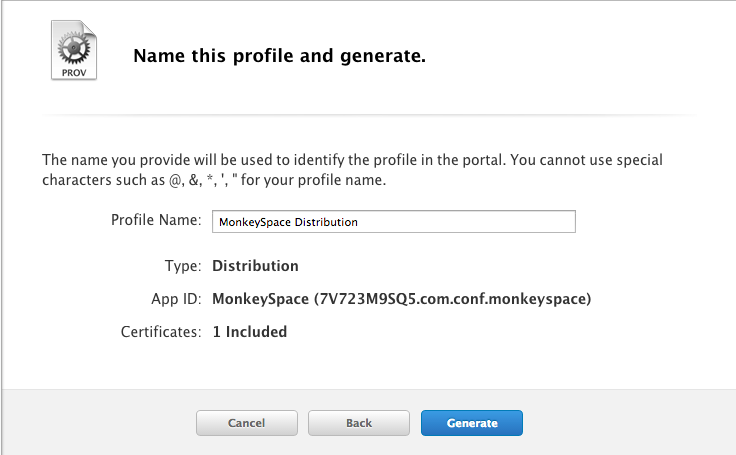 PROV
Name this profile and generate.
The name you provide will be used to identify the profile in the portal. You cannot use special
characters such as @, &, *, ', " for your profile name.
Profile Name: MonkeySpace Distribution
Type: Distribution
App ID: MonkeySpace (7V723M9SQ5.com.conf.monkeyspace)
Certificates: 1 Included
Cancel Back Generate